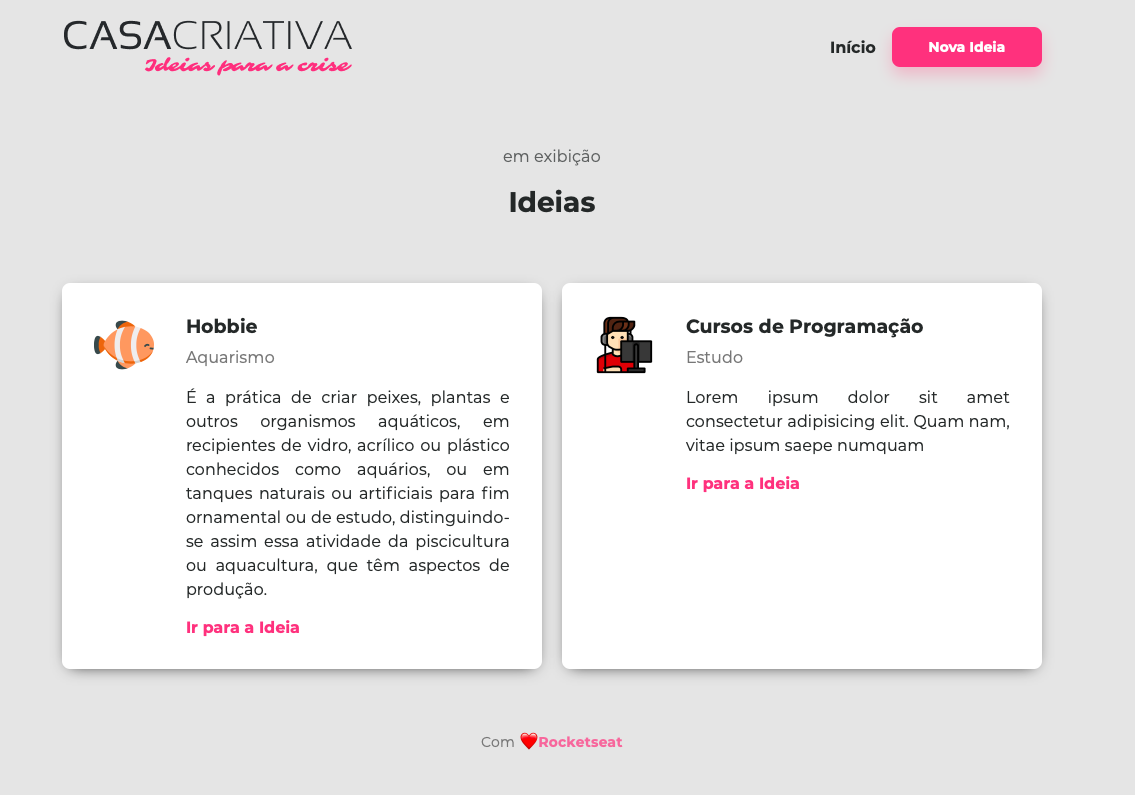 CASACRIATIVA
Ideias para a crise
Início
Nova Ideia
em exibição
Ideias
Hobbie
Aquarismo
É a prática de criar peixes, plantas e
outros organismos aquáticos, em
recipientes de vidro, acrílico ou plástico
conhecidos como aquários, ou em
tanques naturais ou artificiais para fim
ornamental ou de estudo, distinguindo-
se assim essa atividade da piscicultura
ou aquacultura, que têm aspectos de
produção.
Ir para a Ideia
Cursos de Programação
Estudo
Lorem ipsum dolor sit amet
consectetur adipisicing elit. Quam nam,
vitae ipsum saepe numquam
Ir para a Ideia
Com ❤️Rocketseat